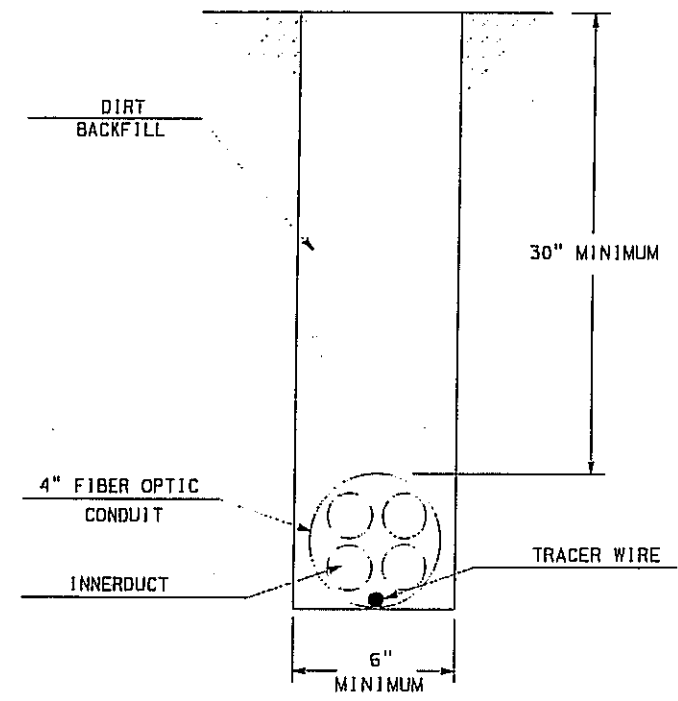 DIRT
BACKFILL
30" MINIMUM
4" FIBER OPTIC
CONDUIT
INNERDUCT
TRACER WIRE
6"
MINIMUM